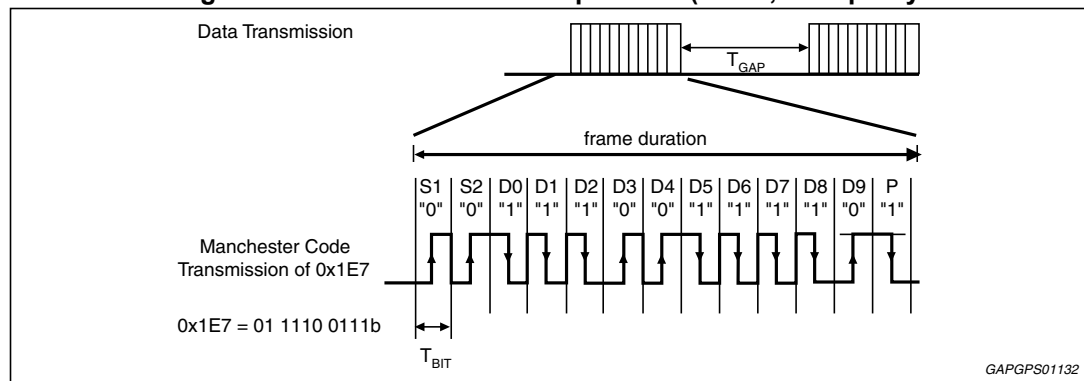 Data Transmission
T_GAP
frame duration
S1 S2 D0 D1 D2 D3 D4 D5 D6 D7 D8 D9 P
"0" "0" "1" "1" "1" "0" "0" "1" "1" "1" "1" "0" "1"
Manchester Code
Transmission of 0x1E7
0x1E7 = 01 1110 0111b
T_BIT
GAPGPS01132